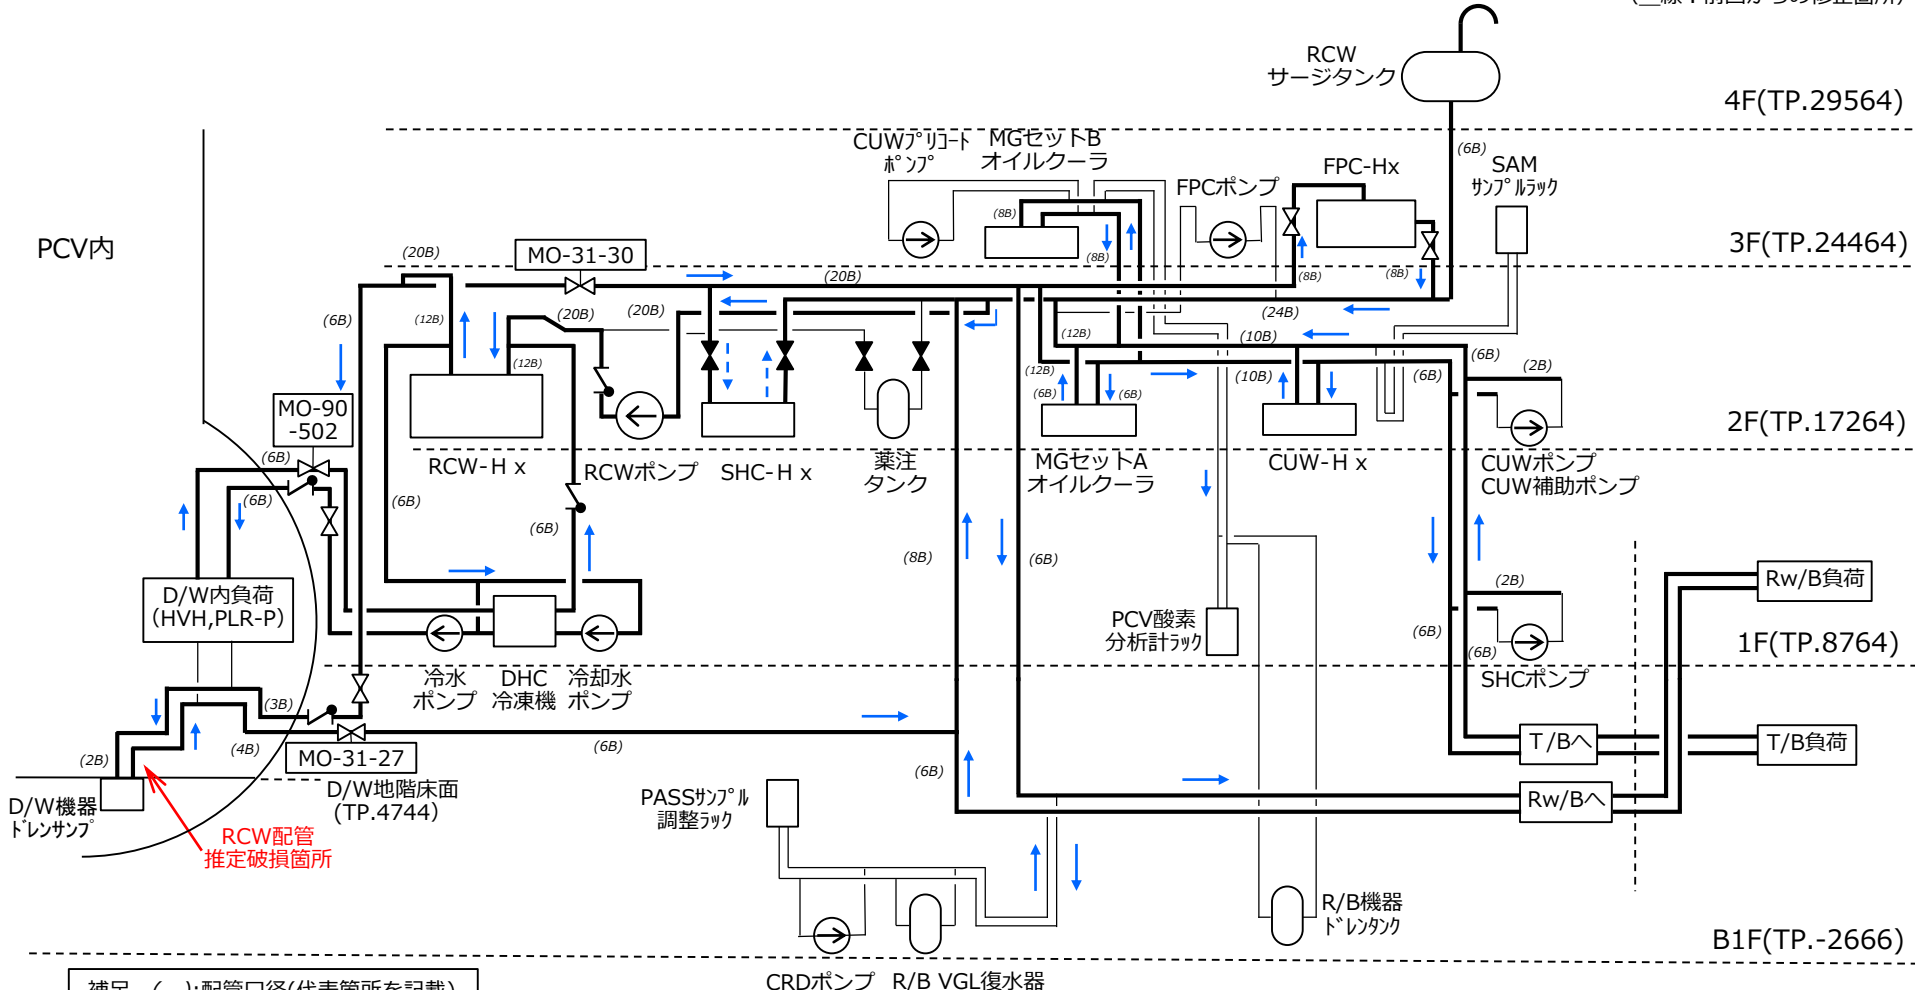 RCW
サージタンク
4F(TP.29564)
CUWﾌﾟﾘｺｰﾄ
ﾎﾟﾝﾌﾟ
MGセットB
オイルクーラ
(6B)
FPC-Hx
SAM
ｻﾝﾌﾟﾙﾗｯｸ
FPCポンプ
(8B)
PCV内
3F(TP.24464)
(20B)
MO-31-30
(8B)
(20B)
(8B)
(8B)
(6B)
(12B)
(20B)
(20B)
(24B)
(12B)
(10B)
(12B)
(6B)
(2B)
(12B)
(6B)
(6B)
(10B)
(6B)
MO-90
-502
2F(TP.17264)
(6B)
RCW-H x
RCWポンプ
SHC-H x
薬注
タンク
MGセットA
オイルクーラ
CUW-H x
CUWポンプ
CUW補助ポンプ
(6B)
(6B)
(6B)
(8B)
(6B)
(2B)
Rw/B負荷
D/W内負荷
(HVH,PLR-P)
PCV酸素
分析計ﾗｯｸ
(6B)
(6B)
1F(TP.8764)
冷水
ポンプ
DHC
冷凍機
冷却水
ポンプ
SHCポンプ
(3B)
(4B)
(6B)
T/Bへ
T/B負荷
(2B)
MO-31-27
(6B)
D/W地階床面
(TP.4744)
PASSｻﾝﾌﾟﾙ
調整ﾗｯｸ
Rw/Bへ
D/W機器
ﾄﾞﾚﾝｻﾝﾌﾟ
RCW配管
推定破損箇所
R/B機器
ﾄﾞﾚﾝﾀﾝｸ
B1F(TP.-2666)
CRDポンプ
R/B VGL復水器